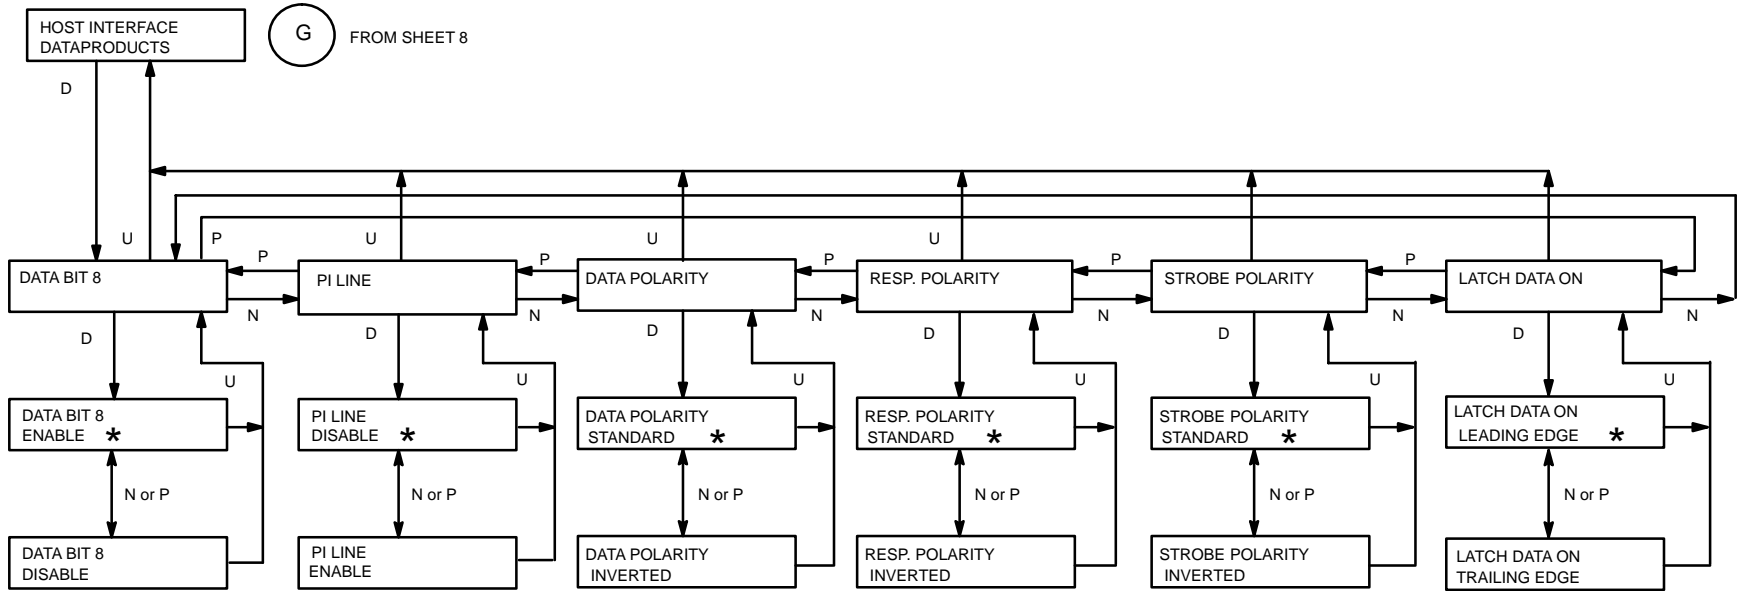 HOST INTERFACE
DATAPRODUCTS
G
FROM SHEET 8
D
U
P
U
U
U
P
P
P
P
P
DATA BIT 8
PI LINE
DATA POLARITY
RESP. POLARITY
STROBE POLARITY
LATCH DATA ON
N
N
N
N
N
N
D
D
D
D
D
D
U
U
U
U
U
U
DATA BIT 8
ENABLE *
PI LINE
DISABLE *
DATA POLARITY
STANDARD *
RESP. POLARITY
STANDARD *
STROBE POLARITY
STANDARD *
LATCH DATA ON
LEADING EDGE *
N or P
N or P
N or P
N or P
N or P
N or P
DATA BIT 8
DISABLE
PI LINE
ENABLE
DATA POLARITY
INVERTED
RESP. POLARITY
INVERTED
STROBE POLARITY
INVERTED
LATCH DATA ON
TRAILING EDGE